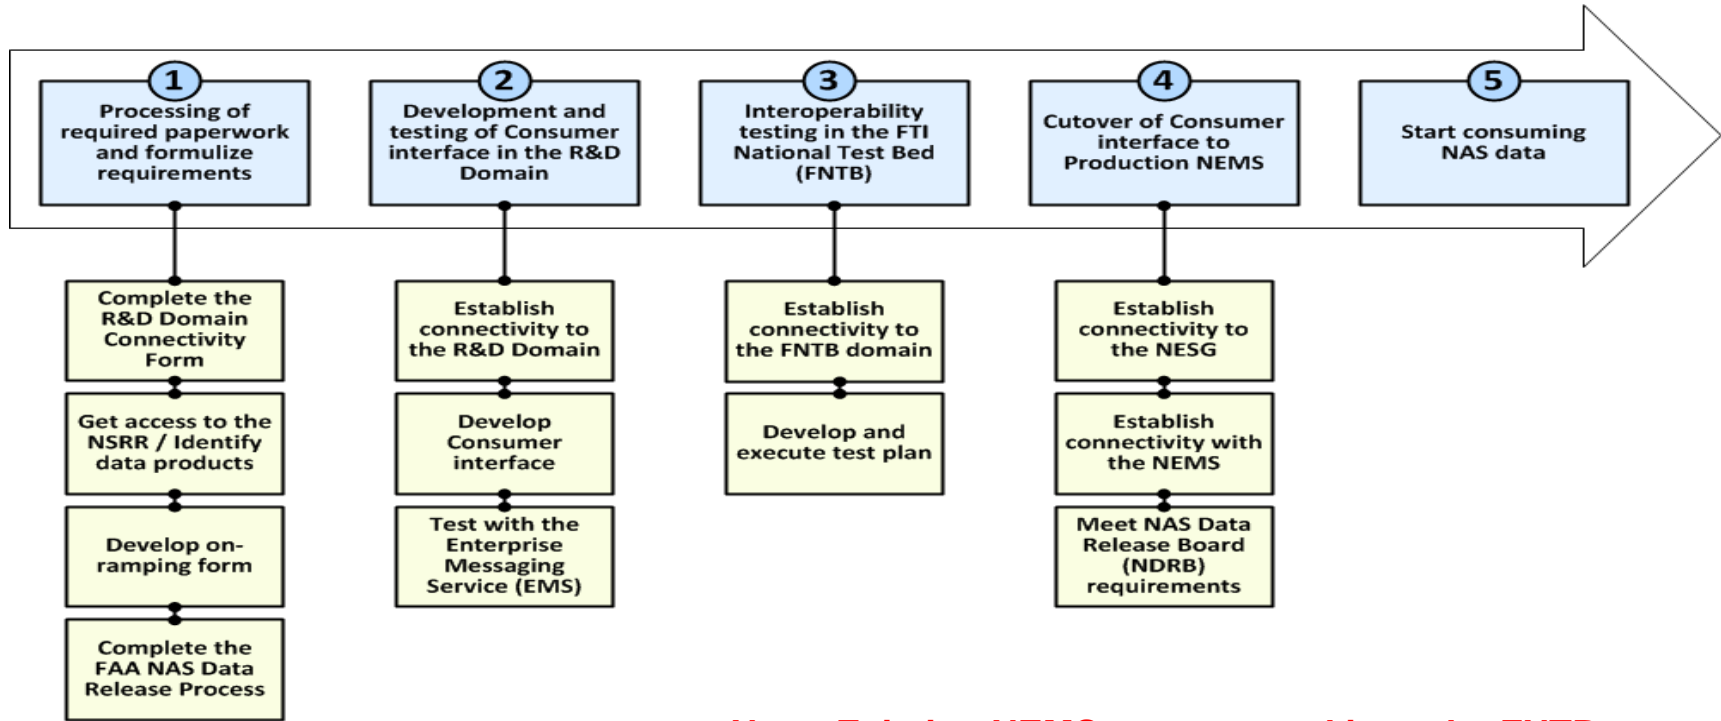 1
Processing of
required paperwork
and formulize
requirements
2
Development and
testing of Consumer
interface in the R&D
Domain
3
Interoperability
testing in the FTI
National Test Bed
(FNTB)
4
Cutover of Consumer
interface to
Production NEMS
5
Start consuming
NAS data
Complete the
R&D Domain
Connectivity
Form
Get access to the
NSRR / Identify
data products
Develop on-
ramping form
Complete the
FAA NAS Data
Release Process
Establish
connectivity to
the R&D Domain
Develop
Consumer
interface
Test with the
Enterprise
Messaging
Service (EMS)
Establish
connectivity to
the FNTB domain
Develop and
execute test plan
Establish
connectivity to
the NESG
Establish
connectivity with
the NEMS
Meet NAS Data
Release Board
(NDRB)
requirements